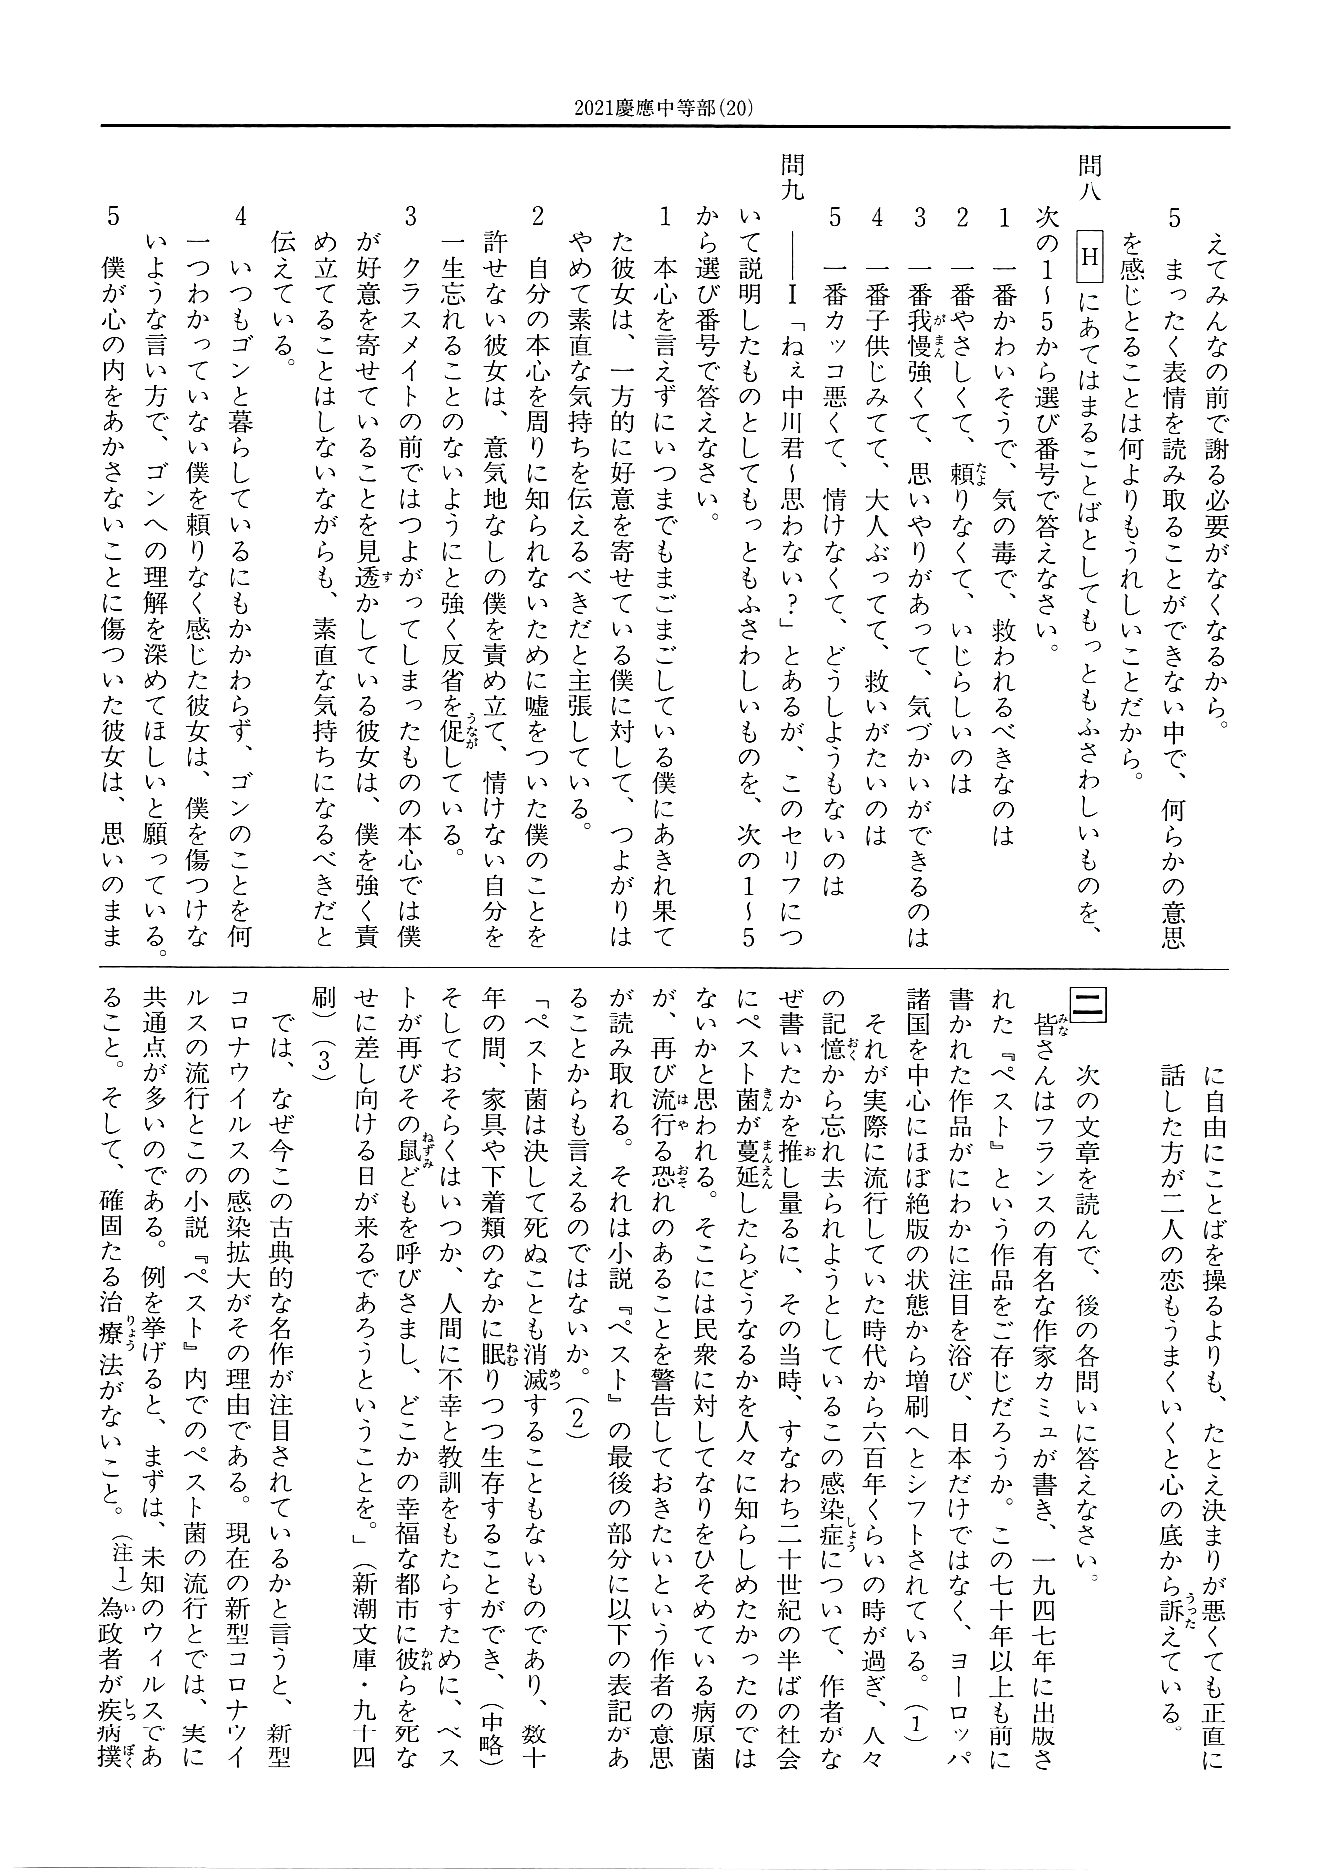 2021慶應中等部(20)
えてみんなの前で謝る必要がなくなるから。
5　まったく表情を読み取ることができない中で、何らかの意思
を感じとることは何よりもうれしいことだから。
問八　Hにあてはまることばとしてもっともふさわしいものを、
次の1～5から選び番号で答えなさい。
1　一番かわいそうで、気の毒で、救われるべきなのは
2　一番やさしくて、頼りなくて、いじらしいのは
3　一番我慢強くて、思いやりがあって、気づかいができるのは
4　一番子供じみてて、大人ぶってて、救いがたいのは
5　一番カッコ悪くて、情けなくて、どうしようもないのは
問九　――I「ねぇ中川君～思わない?」とあるが、このセリフにつ
いて説明したものとしてもっともふさわしいものを、次の1～5
から選び番号で答えなさい。
1　本心を言えずにいつまでもまごまごしている僕にあきれ果て
た彼女は、一方的に好意を寄せている僕に対して、つよがりは
やめて素直な気持ちを伝えるべきだと主張している。
2　自分の本心を周りに知られないために嘘をついた僕のことを
許せない彼女は、意気地なしの僕を責め立て、情けない自分を
一生忘れることのないようにと強く反省を促している。
3　クラスメイトの前ではつよがってしまったものの本心では僕
が好意を寄せていることを見透かしている彼女は、僕を強く責
め立てることはしないながらも、素直な気持ちになるべきだと
伝えている。
4　いつもゴンと暮らしているにもかかわらず、ゴンのことを何
一つわかっていない僕を頼りなく感じた彼女は、僕を傷つけな
いような言い方で、ゴンへの理解を深めてほしいと願っている。
5　僕が心の内をあかさないことに傷ついた彼女は、思いのまま
に自由にことばを操るよりも、たとえ決まりが悪くても正直に
話した方が二人の恋もうまくいくと心の底から訴えている。
二　次の文章を読んで、後の各問いに答えなさい。
皆さんはフランスの有名な作家カミュが書き、一九四七年に出版さ
れた『ペスト』という作品をご存じだろうか。この七十年以上も前に
書かれた作品がにわかに注目を浴び、日本だけではなく、ヨーロッパ
諸国を中心にほぼ絶版の状態から増刷へとシフトされている。(1)
それが実際に流行していた時代から六百年くらいの時が過ぎ、人々
の記憶から忘れ去られようとしているこの感染症について、作者がな
ぜ書いたかを推し量るに、その当時、すなわち二十世紀の半ばの社会
にペスト菌が蔓延したらどうなるかを人々に知らしめたかったのでは
ないかと思われる。そこには民衆に対してなりをひそめている病原菌
が、再び流行る恐れのあることを警告しておきたいという作者の意思
が読み取れる。それは小説『ペスト』の最後の部分に以下の表記があ
ることからも言えるのではないか。(2)
「ペスト菌は決して死ぬことも消滅することもないものであり、数十
年の間、家具や下着類のなかに眠りつつ生存することができ、(中略)
そしておそらくはいつか、人間に不幸と教訓をもたらすために、ペス
トが再びその鼠どもを呼びさまし、どこかの幸福な都市に彼らを死な
せに差し向ける日が来るであろうということを。」(新潮文庫・九十四
刷)(3)
では、なぜ今この古典的な名作が注目されているかと言うと、新型
コロナウイルスの感染拡大がその理由である。現在の新型コロナウイ
ルスの流行とこの小説『ペスト』内でのペスト菌の流行とでは、実に
共通点が多いのである。例を挙げると、まずは、未知のウィルスであ
ること。そして、確固たる治療法がないこと。(注1)為政者が疾病撲